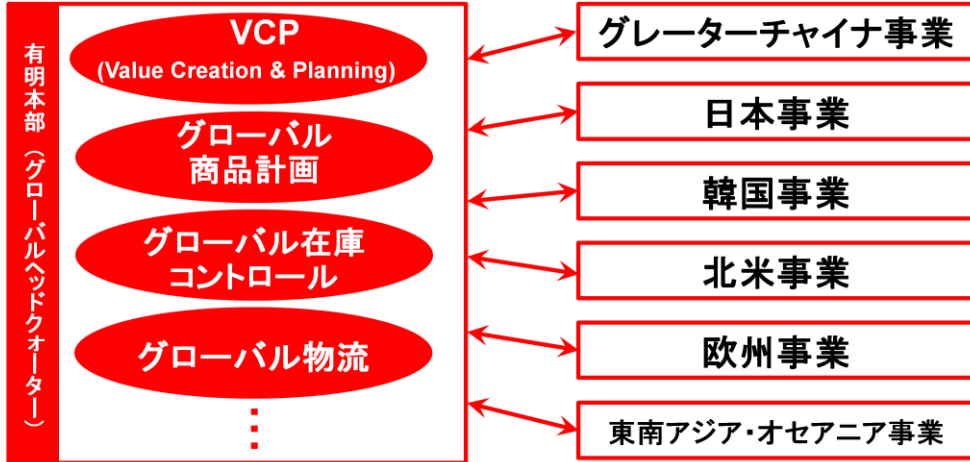 有明本部（グローバルヘッドクォーター）
VCP
(Value Creation & Planning)
グローバル
商品計画
グローバル在庫
コントロール
グローバル物流
⋮
グレーターチャイナ事業
日本事業
韓国事業
北米事業
欧州事業
東南アジア・オセアニア事業